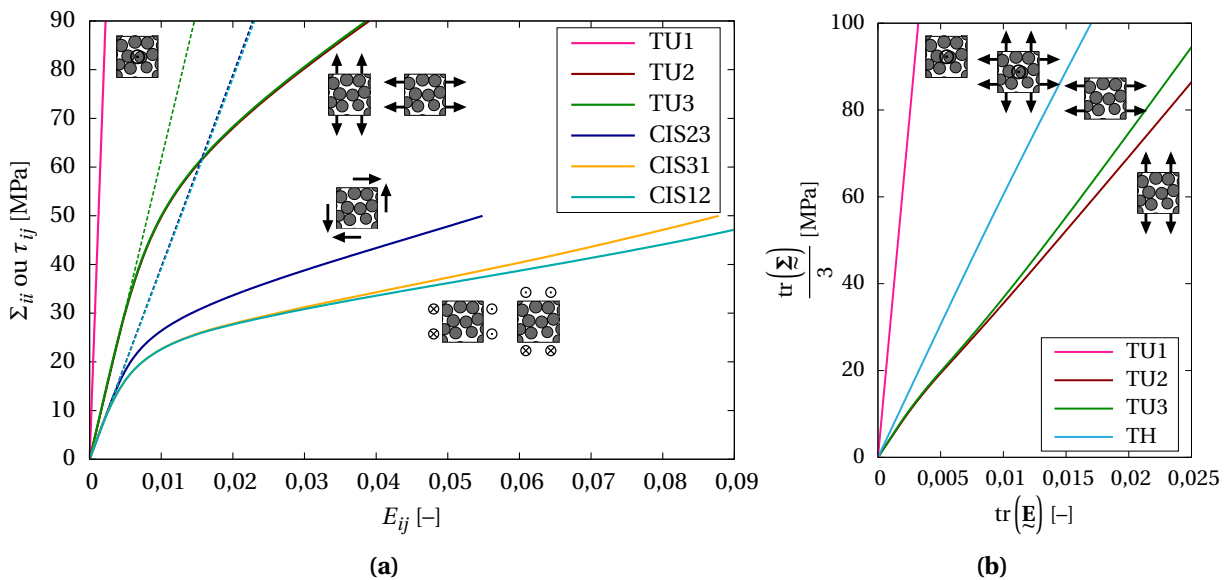 90
80
70
60
50
40
30
20
10
0
Σii ou τij [MPa]
0 0,01 0,02 0,03 0,04 0,05 0,06 0,07 0,08 0,09
Eij [–]
TU1
TU2
TU3
CIS23
CIS31
CIS12
(a)
100
80
60
40
20
0
tr(Σ)/3 [MPa]
0 0,005 0,01 0,015 0,02 0,025
tr(E) [–]
TU1
TU2
TU3
TH
(b)